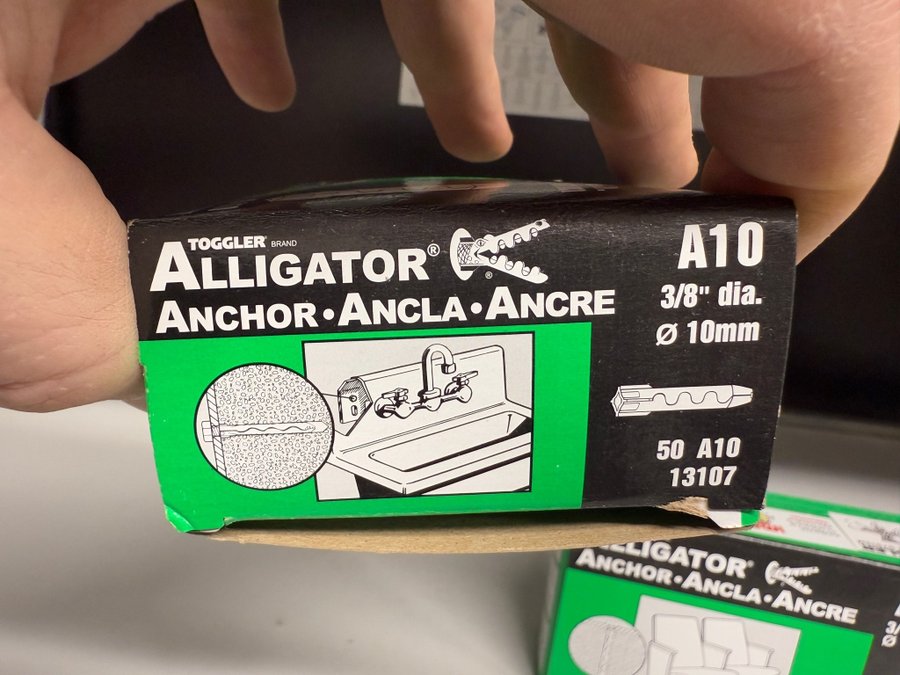 TOGGLER® BRAND
ALLIGATOR®
ANCHOR • ANCLA • ANCRE
A10
3/8" dia.
Ø 10mm
50 A10
13107
ALLIGATOR®
ANCHOR • ANCLA • ANCRE